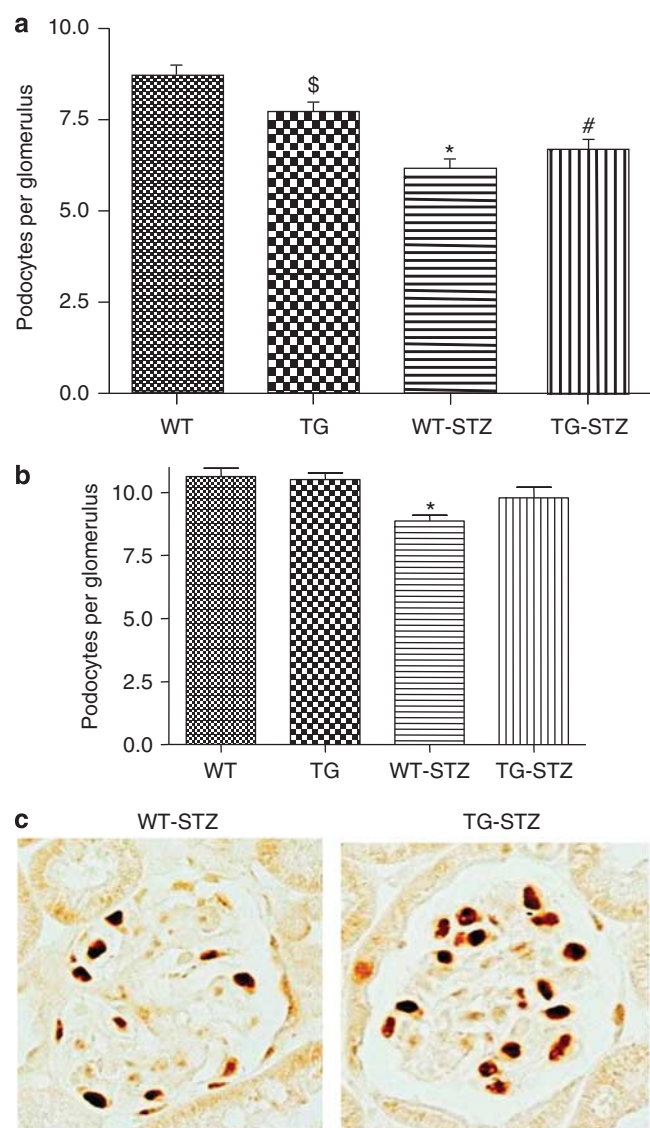 a
Podocytes per glomerulus
10.0
7.5
5.0
2.5
0.0
$
*
#
WT TG WT-STZ TG-STZ
b
Podocytes per glomerulus
10.0
7.5
5.0
2.5
0.0
*
WT TG WT-STZ TG-STZ
c
WT-STZ TG-STZ